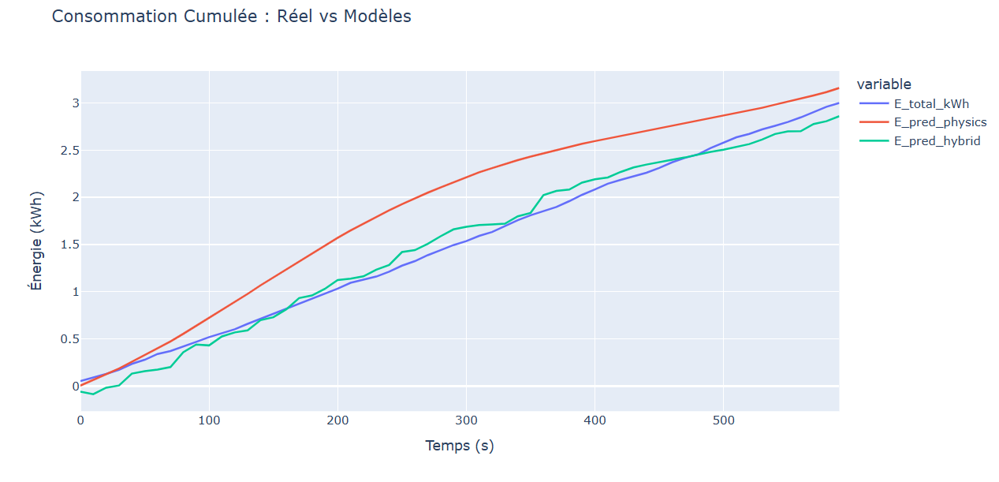 Consommation Cumulée : Réel vs Modèles
variable
E_total_kWh
E_pred_physics
E_pred_hybrid
Énergie (kWh)
3
2.5
2
1.5
1
0.5
0
0 100 200 300 400 500
Temps (s)